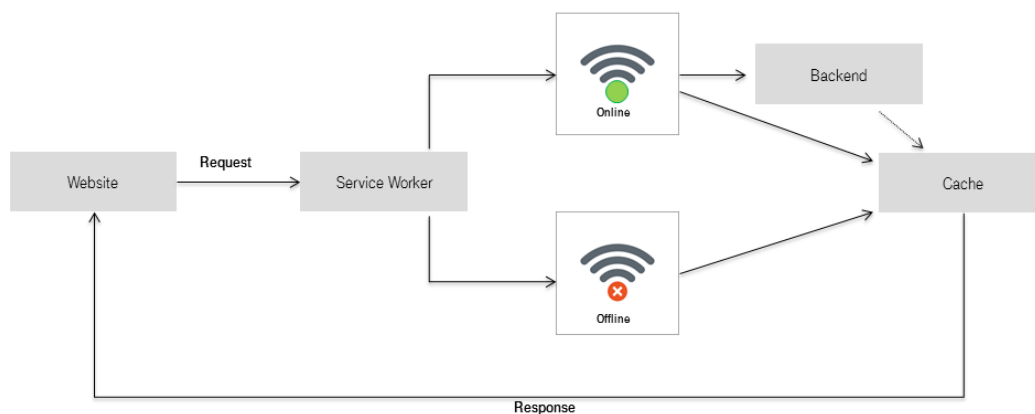 Website
Request
Service Worker
Online
Offline
Backend
Cache
Response